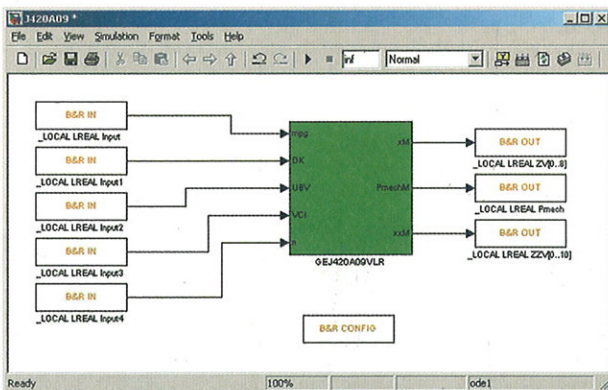 J420A09 *
File Edit View Simulation Format Tools Help
inf Normal
B&R IN
_LOCAL LREAL Input
B&R IN
_LOCAL LREAL Input1
B&R IN
_LOCAL LREAL Input2
B&R IN
_LOCAL LREAL Input3
B&R IN
_LOCAL LREAL Input4
mpg
DK
UBV
VCI
n
xM
PmechM
xxM
GEJ420A09VLR
B&R OUT
_LOCAL LREAL ZV[0..8]
B&R OUT
_LOCAL LREAL Pmech
B&R OUT
_LOCAL LREAL ZZV[0..10]
B&R CONFIG
Ready 100% ode1